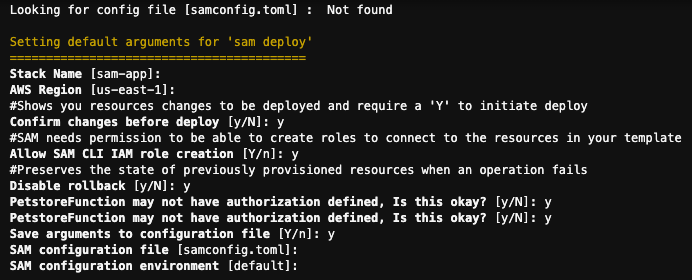 Looking for config file [samconfig.toml] :  Not found
Setting default arguments for 'sam deploy'
=========================================
Stack Name [sam-app]:
AWS Region [us-east-1]:
#Shows you resources changes to be deployed and require a 'Y' to initiate deploy
Confirm changes before deploy [y/N]: y
#SAM needs permission to be able to create roles to connect to the resources in your template
Allow SAM CLI IAM role creation [Y/n]: y
#Preserves the state of previously provisioned resources when an operation fails
Disable rollback [y/N]: y
PetstoreFunction may not have authorization defined, Is this okay? [y/N]: y
PetstoreFunction may not have authorization defined, Is this okay? [y/N]: y
Save arguments to configuration file [Y/n]: y
SAM configuration file [samconfig.toml]:
SAM configuration environment [default]: